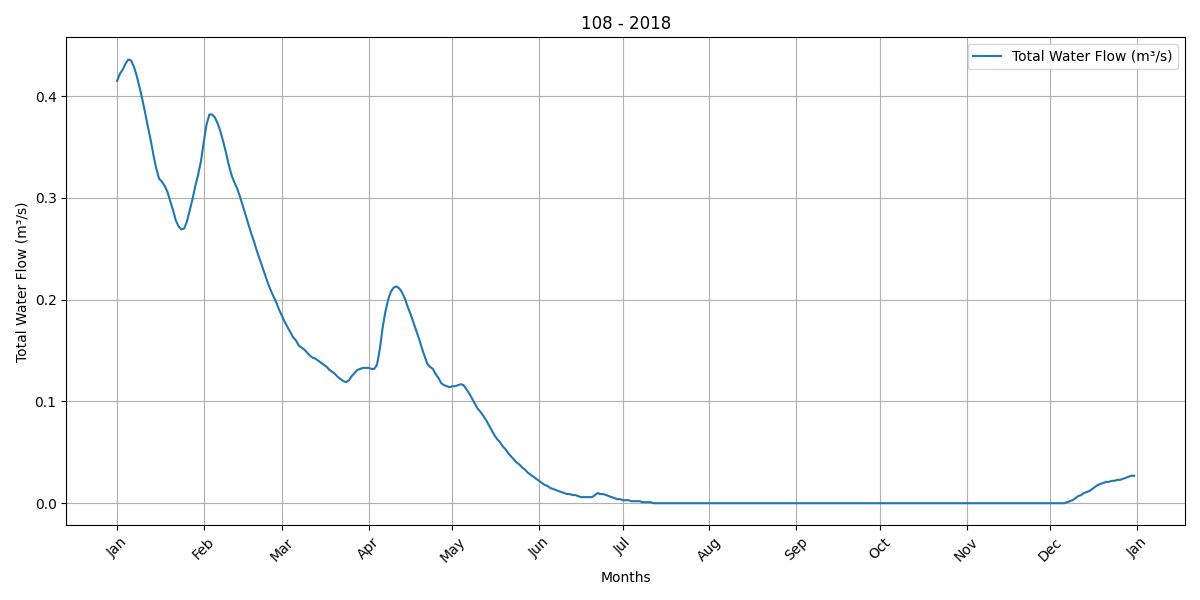 108 - 2018
Total Water Flow (m³/s)
Total Water Flow (m³/s)
0.4
0.3
0.2
0.1
0.0
Jan
Feb
Mar
Apr
May
Jun
Jul
Aug
Sep
Oct
Nov
Dec
Jan
Months